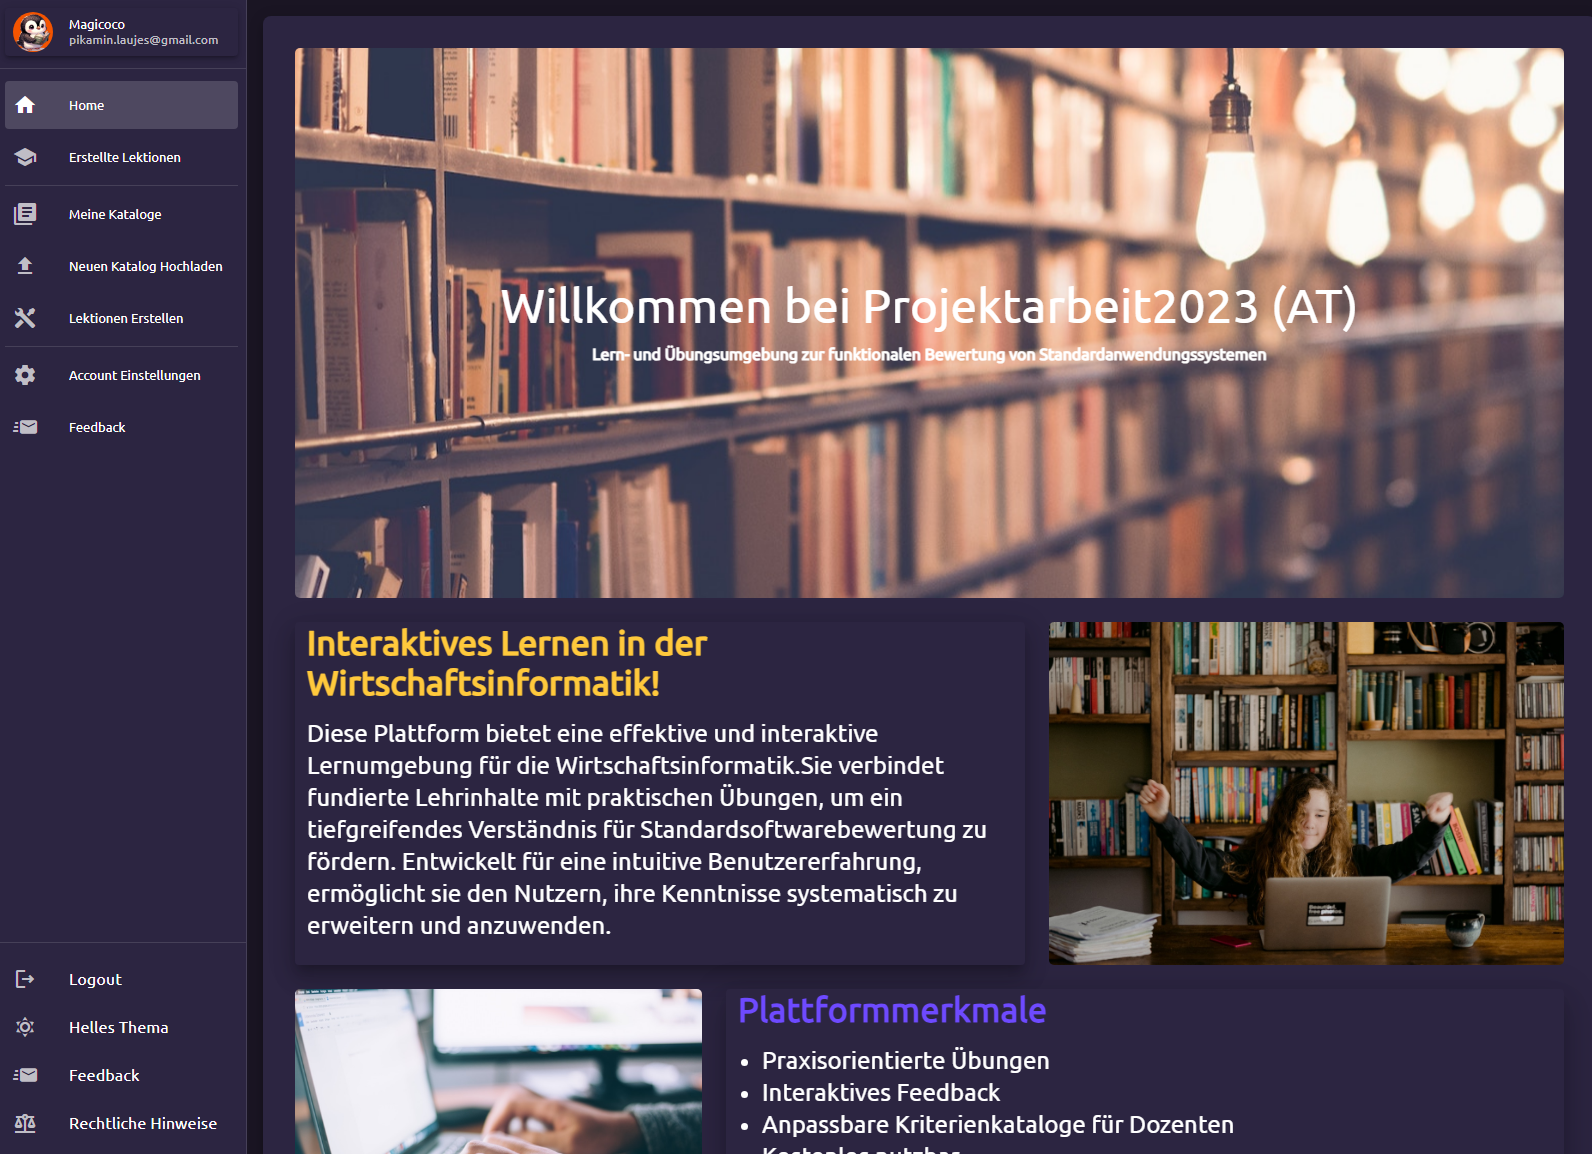 Magicoco
pikamin.laujes@gmail.com
Home
Erstellte Lektionen
Meine Kataloge
Neuen Katalog Hochladen
Lektionen Erstellen
Account Einstellungen
Feedback
Logout
Helles Thema
Feedback
Rechtliche Hinweise
Willkommen bei Projektarbeit2023 (AT)
Lern- und Übungsumgebung zur funktionalen Bewertung von Standardanwendungssystemen
Interaktives Lernen in der
Wirtschaftsinformatik!
Diese Plattform bietet eine effektive und interaktive
Lernumgebung für die Wirtschaftsinformatik.Sie verbindet
fundierte Lehrinhalte mit praktischen Übungen, um ein
tiefgreifendes Verständnis für Standardsoftwarebewertung zu
fördern. Entwickelt für eine intuitive Benutzererfahrung,
ermöglicht sie den Nutzern, ihre Kenntnisse systematisch zu
erweitern und anzuwenden.
Plattformmerkmale
• Praxisorientierte Übungen
• Interaktives Feedback
• Anpassbare Kriterienkataloge für Dozenten
• Kostenlos nutzbar